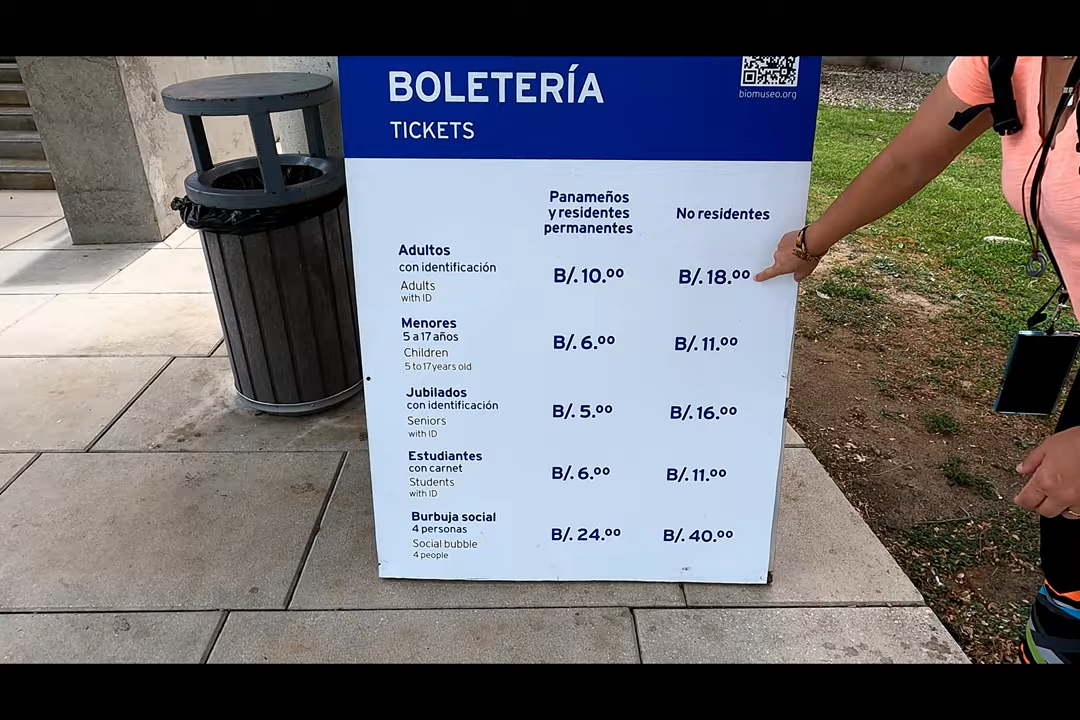 BOLETERÍA
TICKETS
biomuseo.org
Panameños
y residentes
permanentes
No residentes
Adultos
con identificación
Adults
with ID
B/. 10.00
B/. 18.00
Menores
5 a 17 años
Children
5 to 17 years old
B/. 6.00
B/. 11.00
Jubilados
con identificación
Seniors
with ID
B/. 5.00
B/. 16.00
Estudiantes
con carnet
Students
with ID
B/. 6.00
B/. 11.00
Burbuja social
4 personas
Social bubble
4 people
B/. 24.00
B/. 40.00